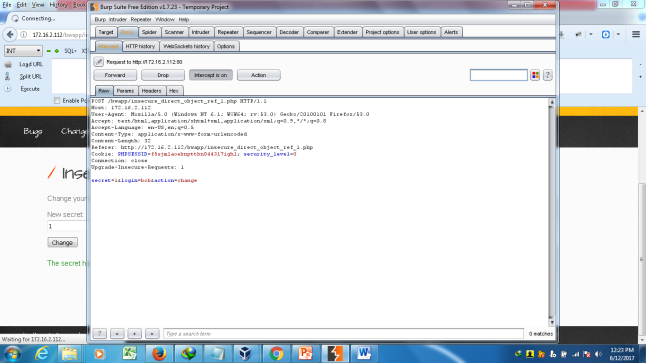 File Edit View History Book
Burp Suite Free Edition v1.7.23 - Temporary Project
Connecting...
Burp Intruder Repeater Window Help
Target Spider Scanner Intruder Repeater Sequencer Decoder Comparer Extender Project options User options Alerts
172.16.2.112/bwapp/
HTTP history WebSockets history Options
INT SQL+
Load URL
Split URL
Execute
Request to http://172.16.2.112:80
Forward Drop Intercept is on Action
Raw Params Headers Hex
Enable Po
POST /bwapp/insecure_direct_object_ref_1.php HTTP/1.1
Host: 172.16.2.112
User-Agent: Mozilla/5.0 (Windows NT 6.1; WOW64; rv:53.0) Gecko/20100101 Firefox/53.0
Accept: text/html,application/xhtml+xml,application/xml;q=0.9,*/*;q=0.8
Accept-Language: en-US,en;q=0.5
Content-Type: application/x-www-form-urlencoded
Content-Length: 32
Referer: http://172.16.2.112/bwapp/insecure_direct_object_ref_1.php
security_level=0
Connection: close
Upgrade-Insecure-Requests: 1
secret=1&login=bob&action=change
Bugs Chang
/ Inse
Change your
New secret
1
Change
The secret h
? < + > Type a search term 0 matches
Waiting for 172.16.2.112...
12:23 PM
6/12/2017